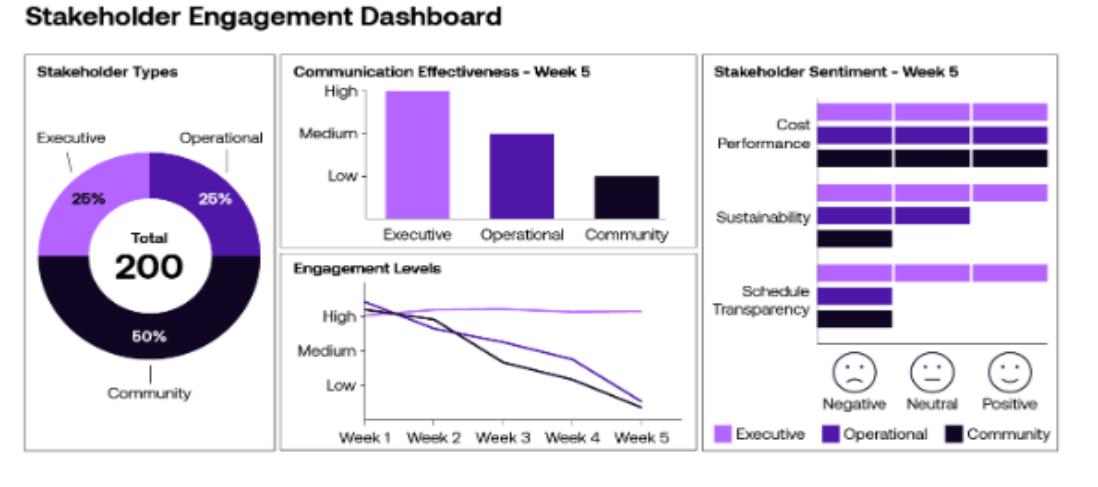 Stakeholder Engagement Dashboard
Stakeholder Types
Executive
Operational
25%
25%
Total
200
50%
Community
Communication Effectiveness - Week 5
High
Medium
Low
Executive
Operational
Community
Engagement Levels
High
Medium
Low
Week 1
Week 2
Week 3
Week 4
Week 5
Stakeholder Sentiment - Week 5
Cost
Performance
Sustainability
Schedule
Transparency
Negative
Neutral
Positive
Executive
Operational
Community